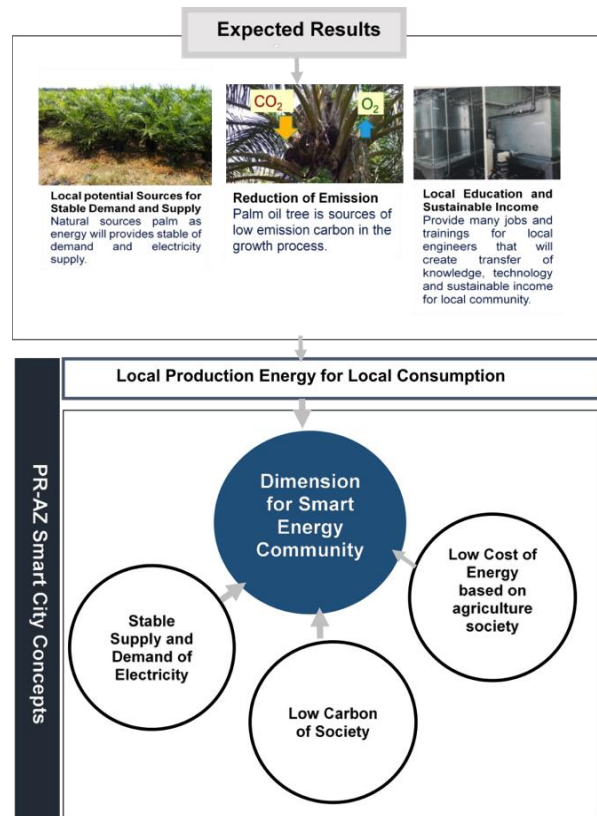 Expected Results
CO₂
O₂
Local potential Sources for
Stable Demand and Supply
Natural sources palm as
energy will provides stable of
demand and electricity
supply.
Reduction of Emission
Palm oil tree is sources of
low emission carbon in the
growth process.
Local Education and
Sustainable Income
Provide many jobs and
trainings for local
engineers that will
create transfer of
knowledge, technology
and sustainable income
for local community.
PR-AZ Smart City Concepts
Local Production Energy for Local Consumption
Dimension
for Smart
Energy
Community
Stable
Supply and
Demand of
Electricity
Low Carbon
of Society
Low Cost of
Energy
based on
agriculture
society